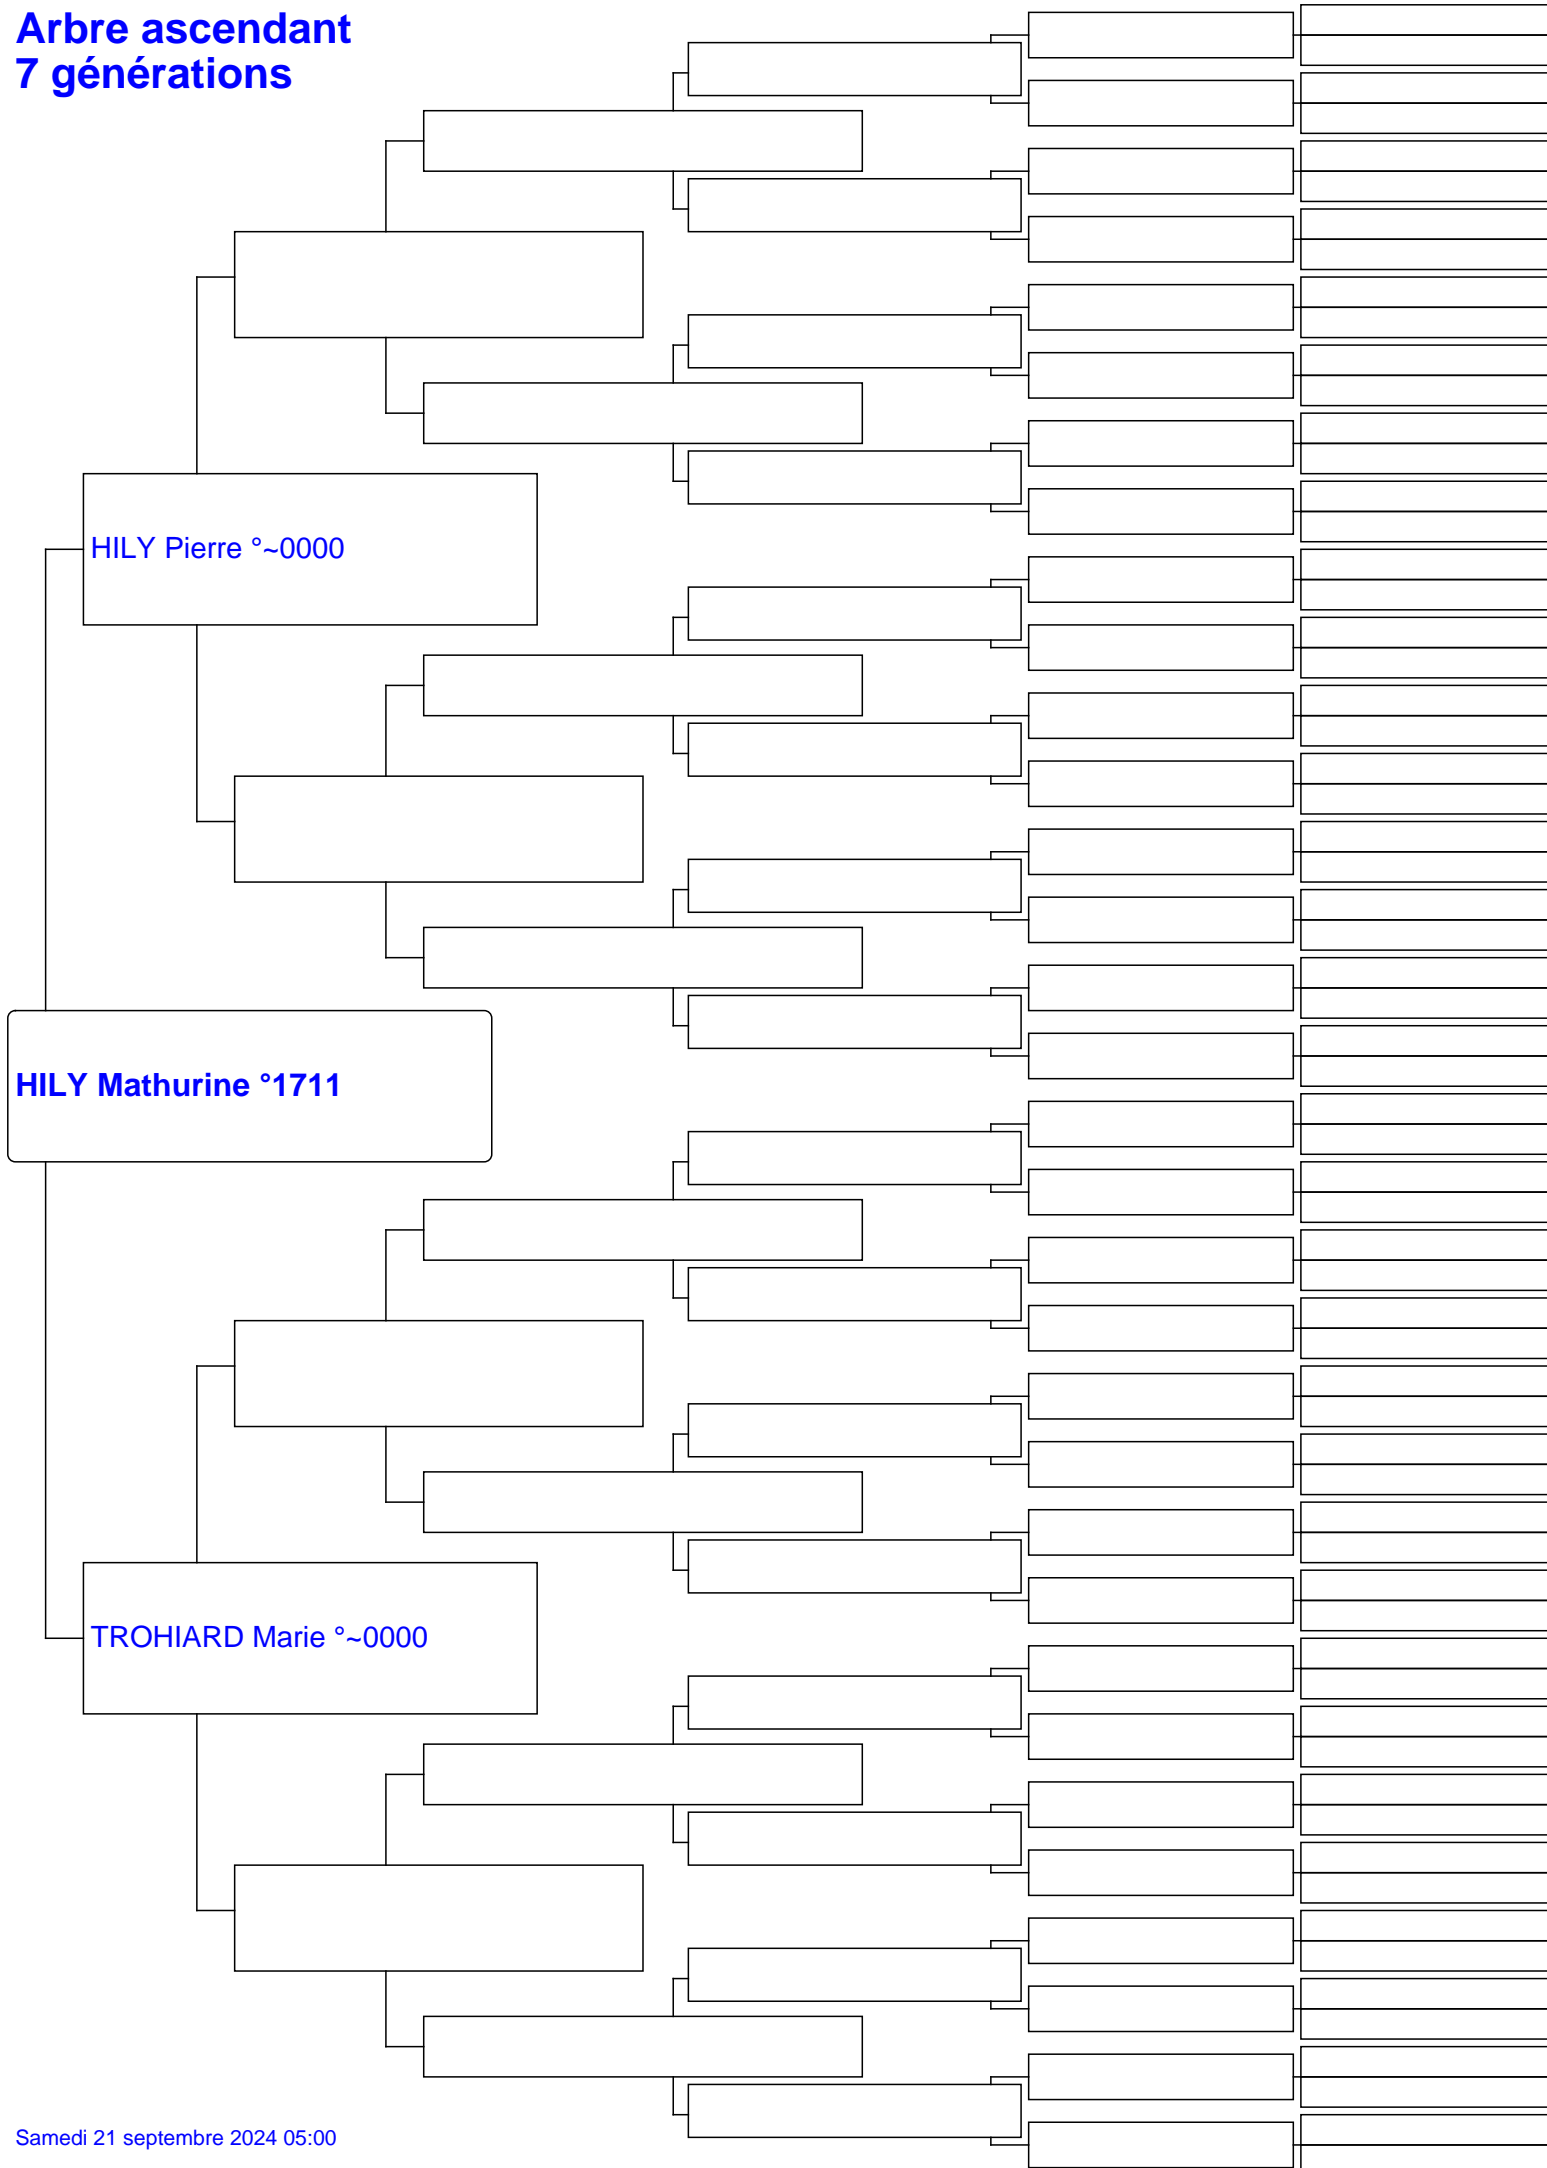 Arbre ascendant
7 générations
HILY Pierre °~0000
HILY Mathurine °1711
TROHIARD Marie °~0000
Samedi 21 septembre 2024 05:00